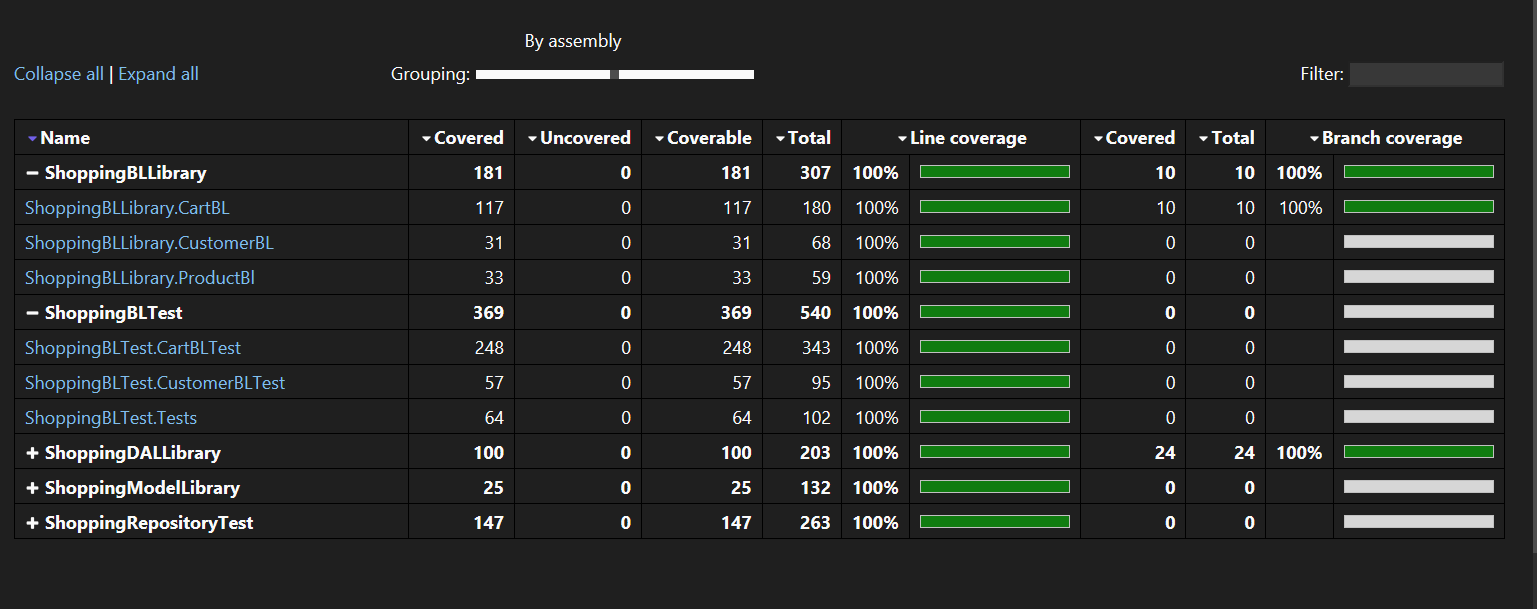 By assembly
Collapse all | Expand all Grouping: Filter:
Name Covered Uncovered Coverable Total Line coverage Covered Total Branch coverage
− ShoppingBLLibrary 181 0 181 307 100% 10 10 100%
ShoppingBLLibrary.CartBL 117 0 117 180 100% 10 10 100%
ShoppingBLLibrary.CustomerBL 31 0 31 68 100% 0 0
ShoppingBLLibrary.ProductBl 33 0 33 59 100% 0 0
− ShoppingBLTest 369 0 369 540 100% 0 0
ShoppingBLTest.CartBLTest 248 0 248 343 100% 0 0
ShoppingBLTest.CustomerBLTest 57 0 57 95 100% 0 0
ShoppingBLTest.Tests 64 0 64 102 100% 0 0
+ ShoppingDALLibrary 100 0 100 203 100% 24 24 100%
+ ShoppingModelLibrary 25 0 25 132 100% 0 0
+ ShoppingRepositoryTest 147 0 147 263 100% 0 0